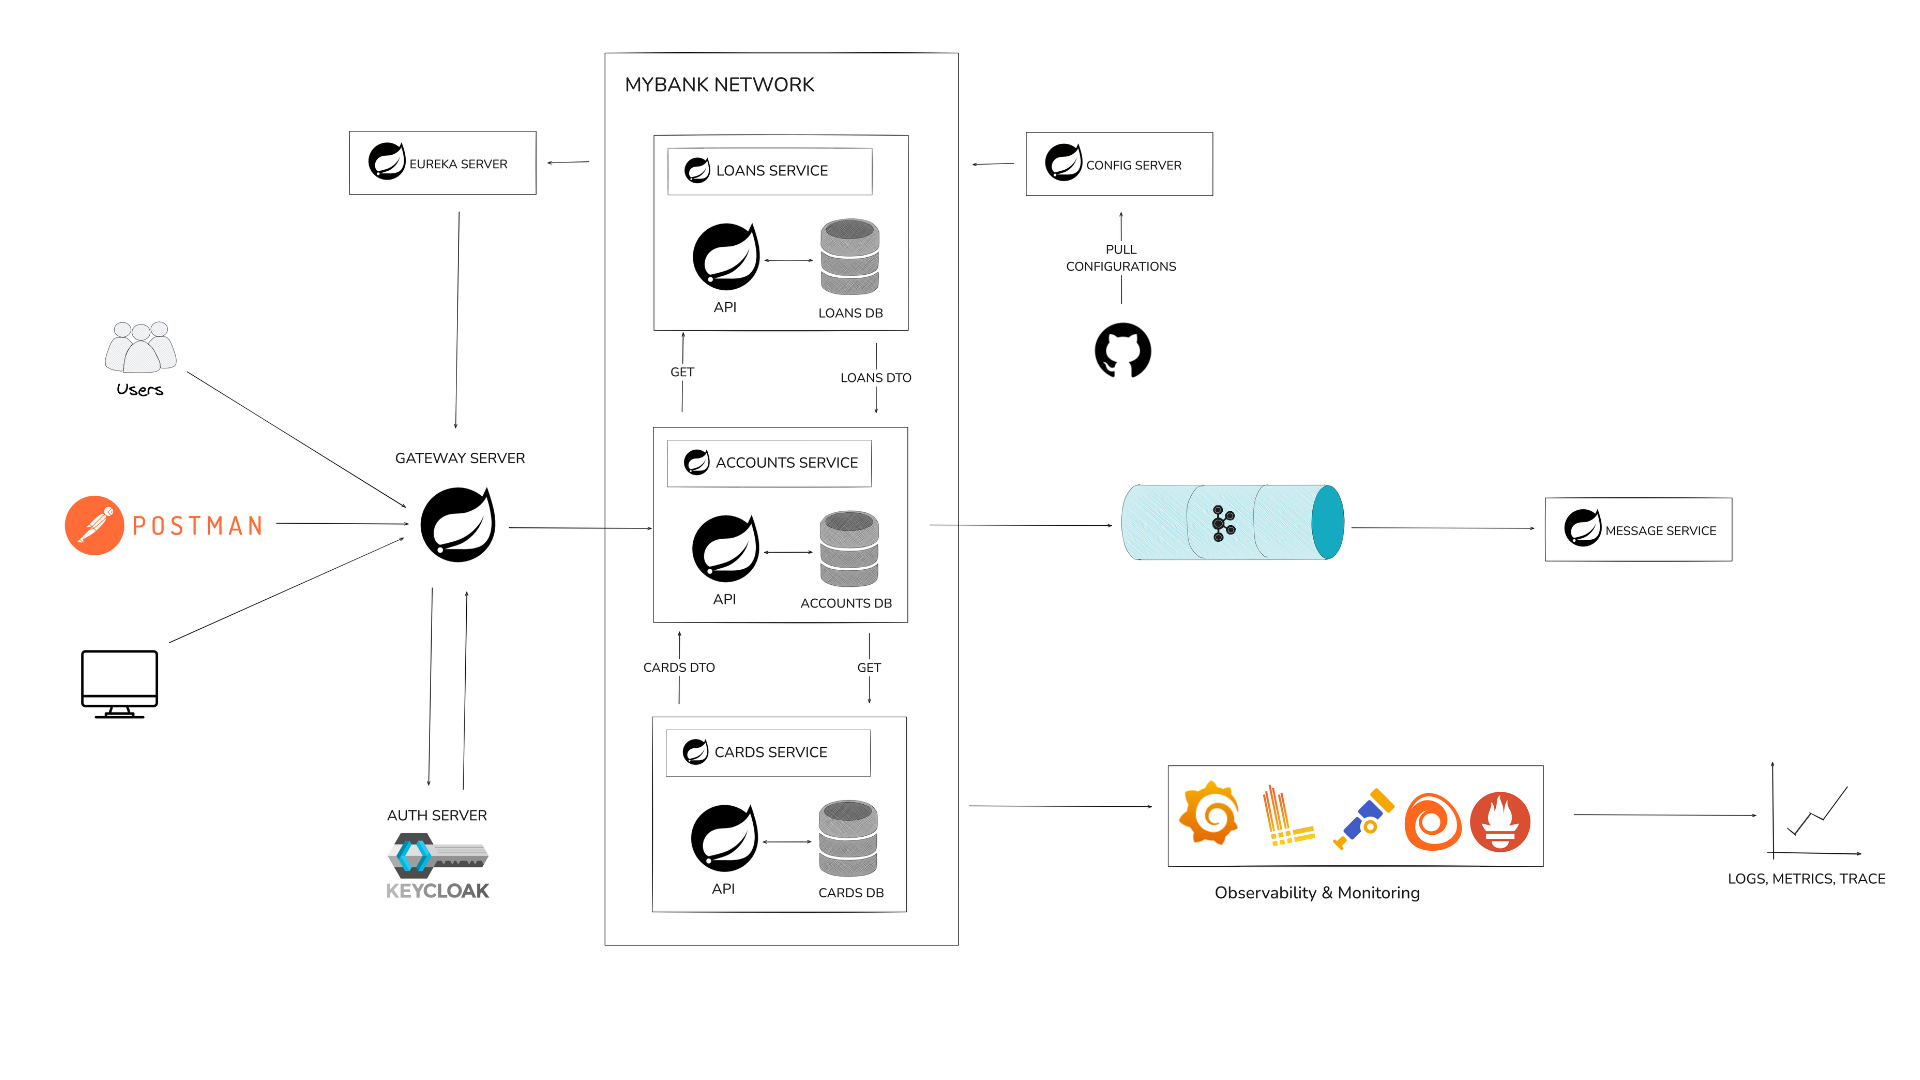 MYBANK NETWORK
EUREKA SERVER
LOANS SERVICE
CONFIG SERVER
PULL
CONFIGURATIONS
API
LOANS DB
GET
LOANS DTO
Users
GATEWAY SERVER
ACCOUNTS SERVICE
POSTMAN
MESSAGE SERVICE
API
ACCOUNTS DB
CARDS DTO
GET
CARDS SERVICE
AUTH SERVER
KEYCLOAK
API
CARDS DB
Observability & Monitoring
LOGS, METRICS, TRACE